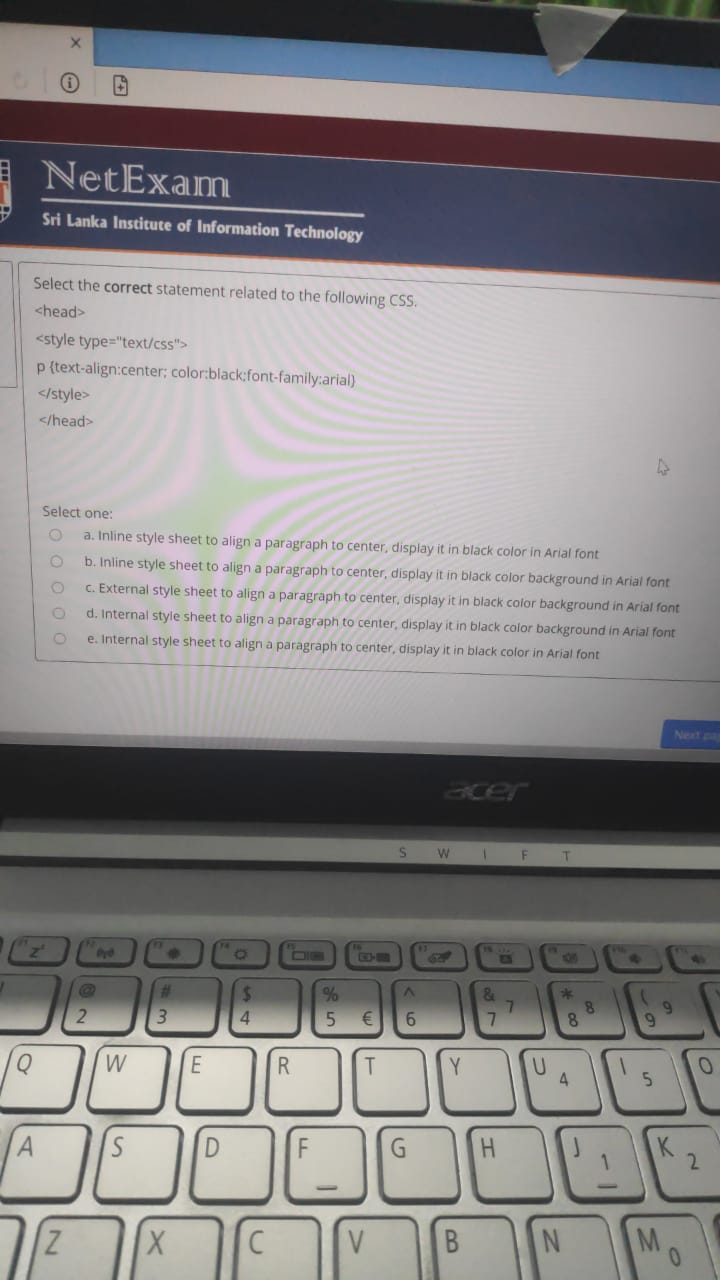 NetExam
Sri Lanka Institute of Information Technology
Select the correct statement related to the following CSS.
<head>
<style type="text/css">
p {text-align:center; color:black;font-family:arial}
</style>
</head>
Select one:
a. Inline style sheet to align a paragraph to center, display it in black color in Arial font
b. Inline style sheet to align a paragraph to center, display it in black color background in Arial font
c. External style sheet to align a paragraph to center, display it in black color background in Arial font
d. Internal style sheet to align a paragraph to center, display it in black color background in Arial font
e. Internal style sheet to align a paragraph to center, display it in black color in Arial font
Next
acer
S W I F T
@ # $ % ^ & 7 * 8 ( 9
2 3 4 5 € 6 7 8 9
Q W E R T Y U 4 I 5 O
A S D F G H J 1 K 2
Z X C V B N M 0